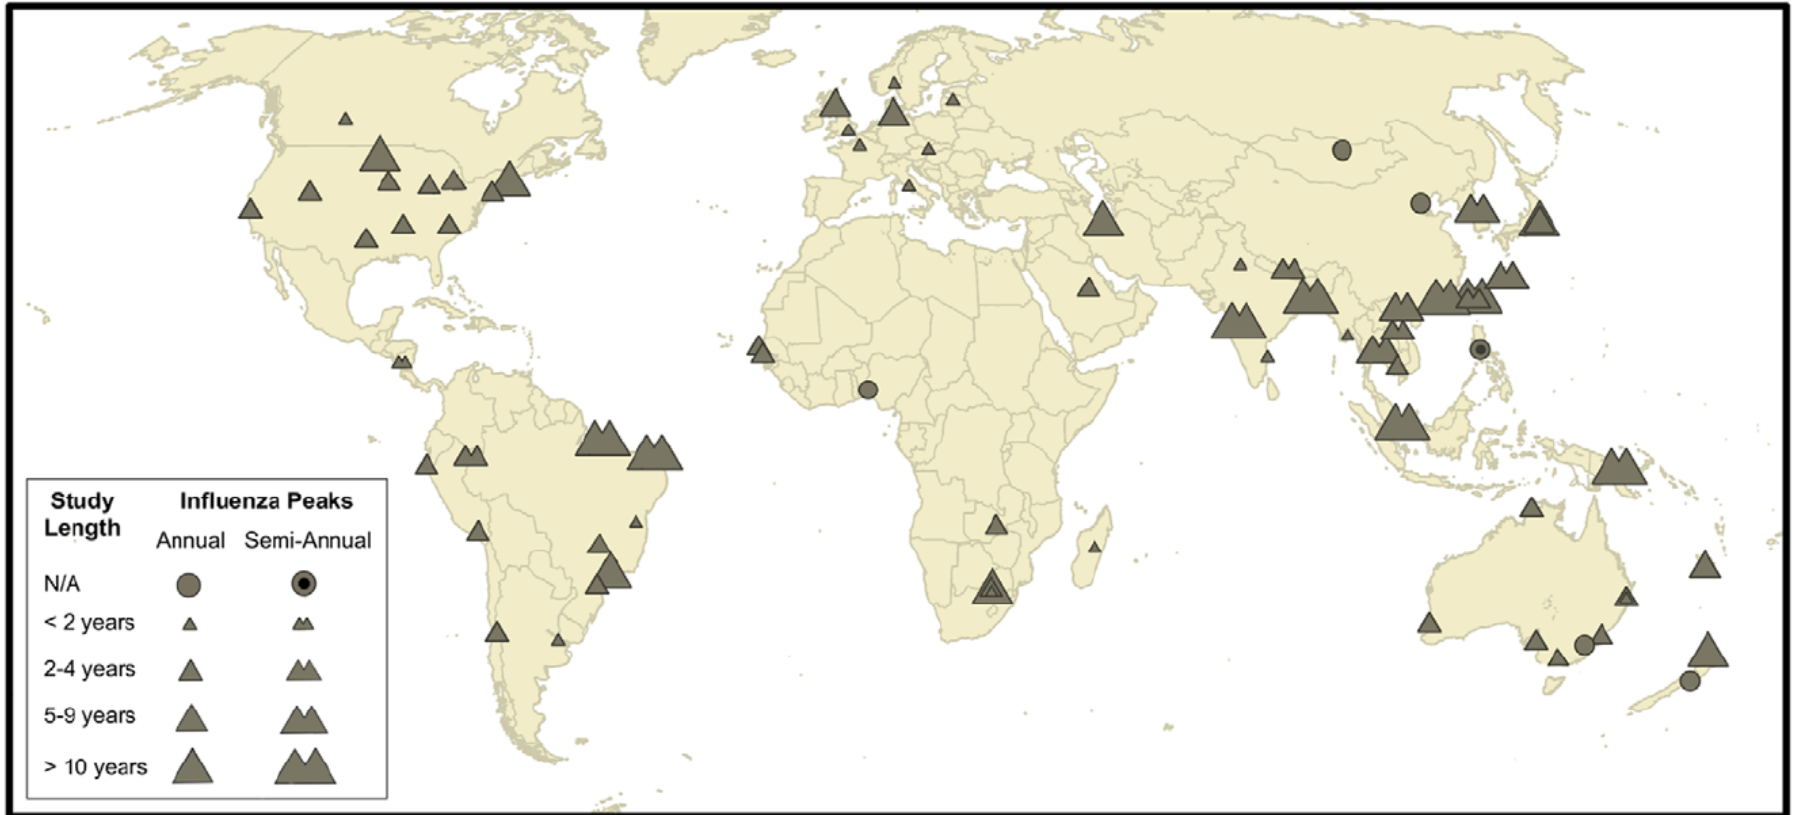 Study Length
Influenza Peaks
Annual Semi-Annual
N/A
< 2 years
2-4 years
5-9 years
> 10 years